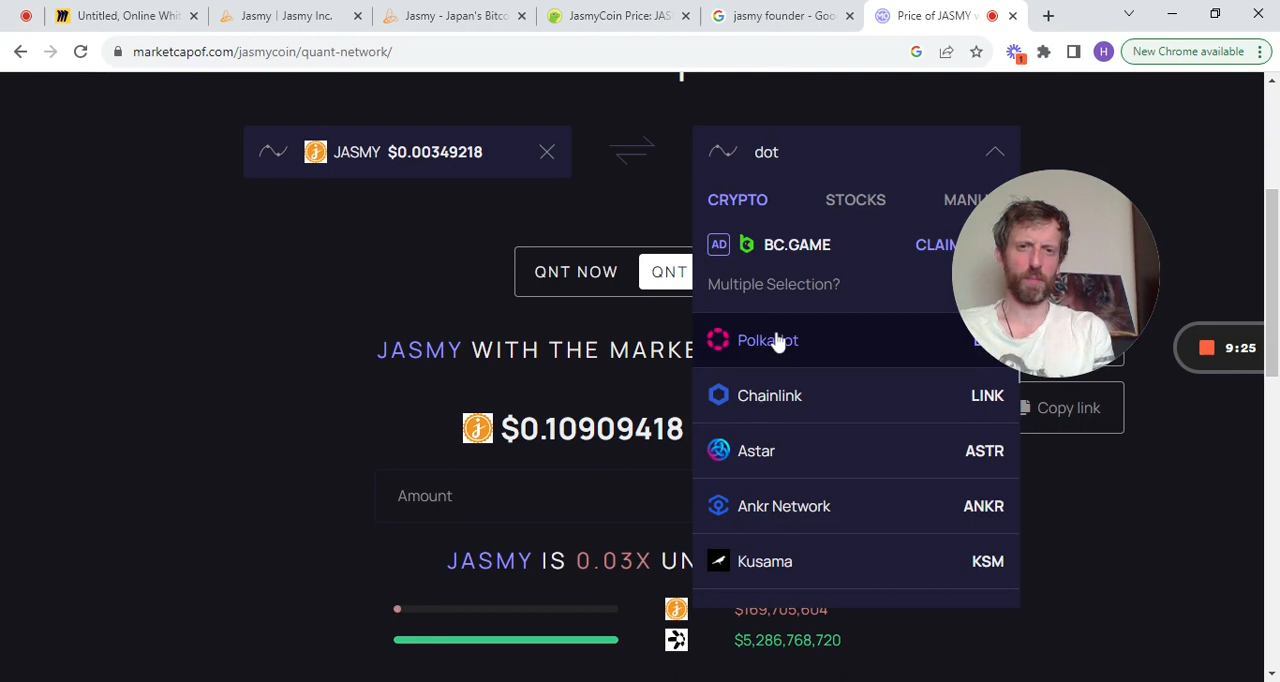 Untitled, Online Whit
Jasmy | Jasmy Inc.
Jasmy - Japan's Bitco
JasmyCoin Price: JAS
jasmy founder - Goo
Price of JASMY v
marketcapof.com/jasmycoin/quant-network/
1
H
New Chrome available
JASMY $0.00349218
dot
CRYPTO
STOCKS
MANU
AD
BC.GAME
CLAIM
QNT NOW
QNT
Multiple Selection?
JASMY WITH THE MARKE
Polkadot
9:25
Chainlink
LINK
Copy link
$0.10909418
Astar
ASTR
Amount
Ankr Network
ANKR
JASMY IS 0.03X UN
Kusama
KSM
$169,705,604
$5,286,768,720